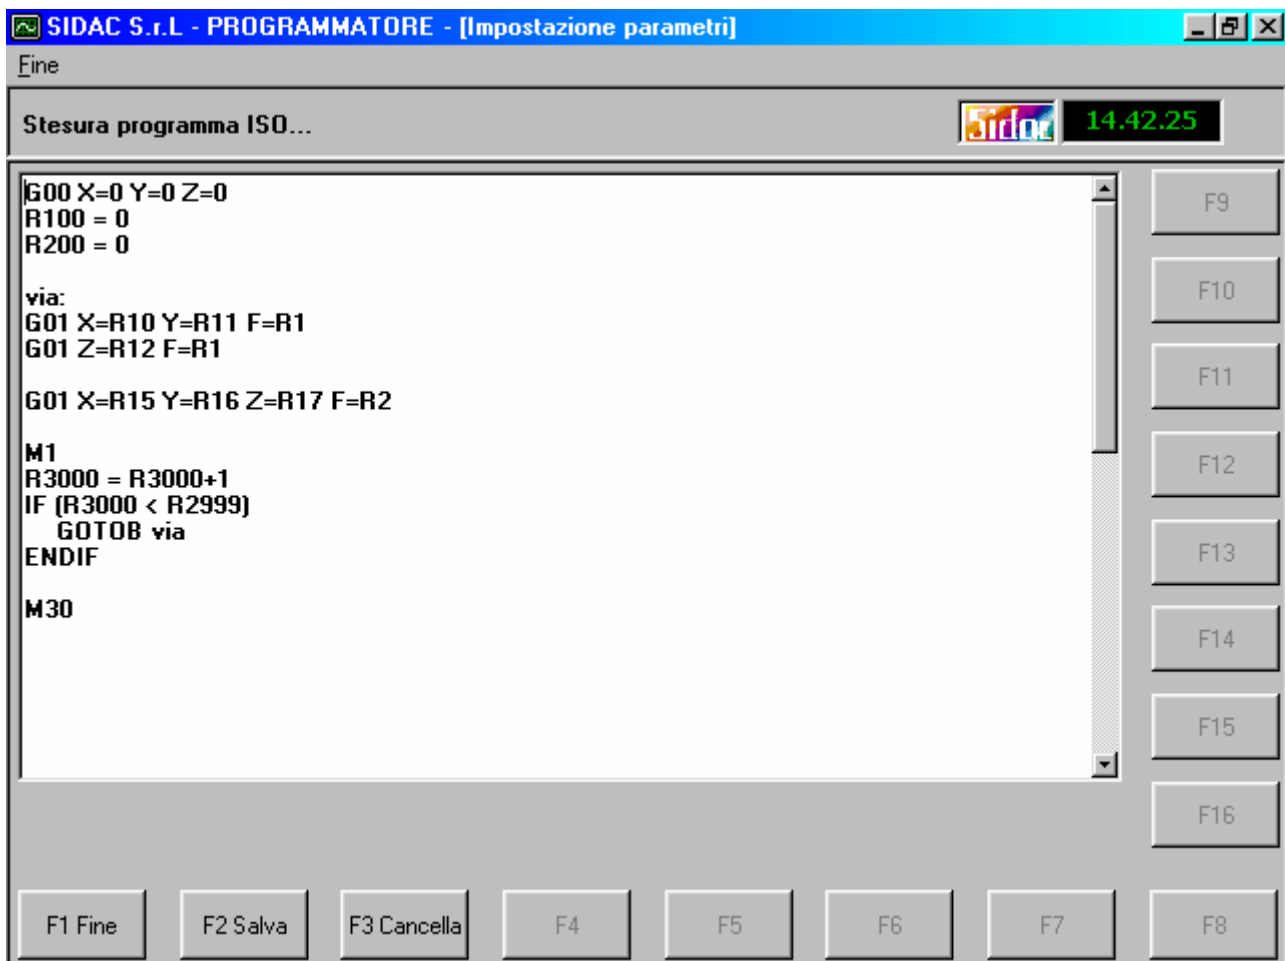 SIDAC S.r.L - PROGRAMMATORE - [Impostazione parametri]
Fine
Stesura programma ISO...
Sidac
14.42.25
G00 X=0 Y=0 Z=0
R100 = 0
R200 = 0
via:
G01 X=R10 Y=R11 F=R1
G01 Z=R12 F=R1
G01 X=R15 Y=R16 Z=R17 F=R2
M1
R3000 = R3000+1
IF (R3000 < R2999)
GOTOB via
ENDIF
M30
F9
F10
F11
F12
F13
F14
F15
F16
F1 Fine
F2 Salva
F3 Cancella
F4
F5
F6
F7
F8